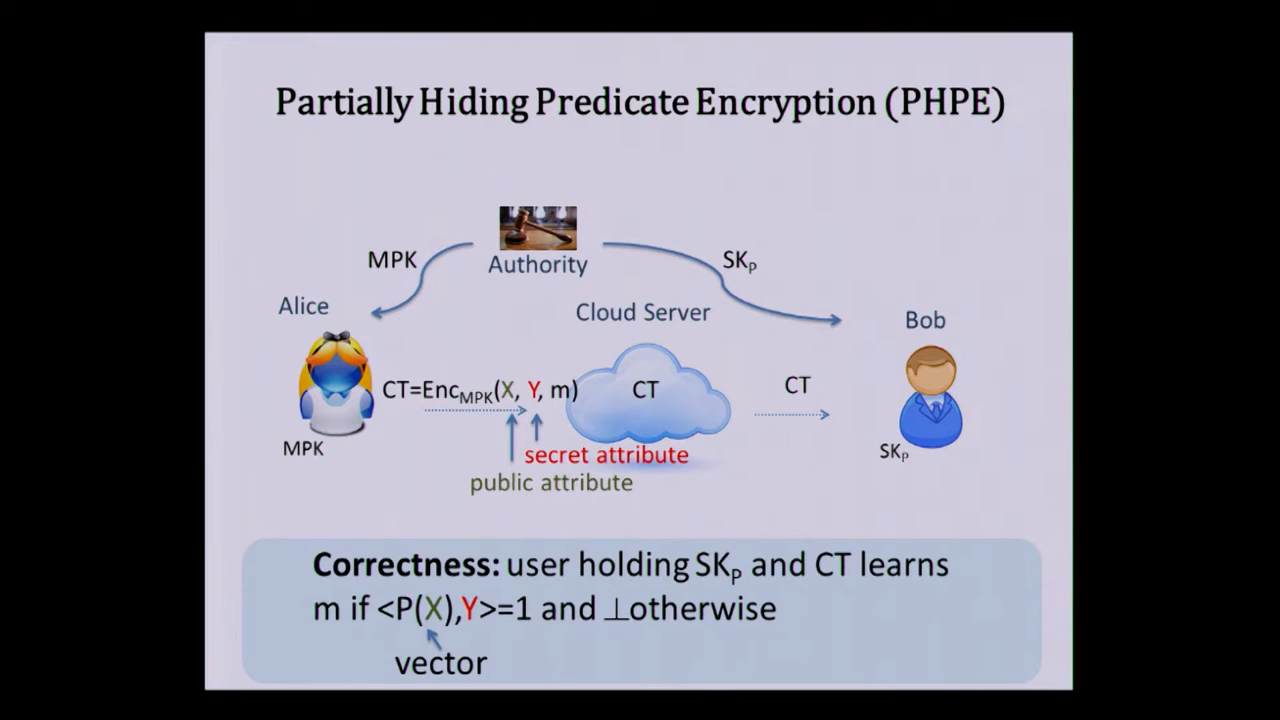 Partially Hiding Predicate Encryption (PHPE)
MPK
Authority
SKP
Alice
Cloud Server
Bob
CT=EncMPK(X, Y, m)
CT
CT
MPK
SKP
secret attribute
public attribute
Correctness: user holding SKP and CT learns
m if <P(X),Y>=1 and ⊥otherwise
vector